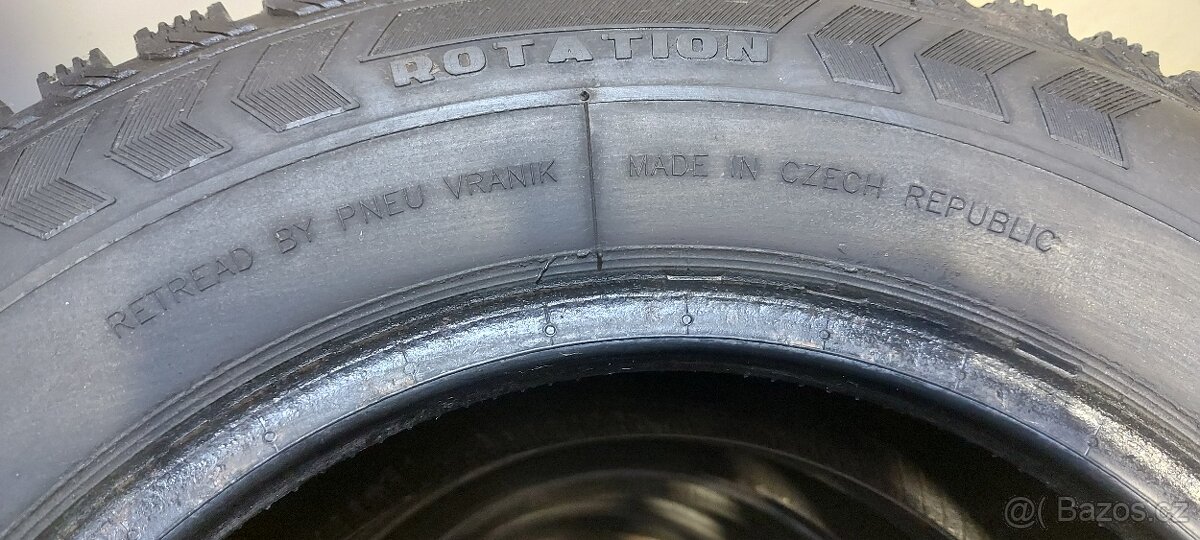 ROTATION
RETREAD BY PNEU VRANIK
MADE IN CZECH REPUBLIC
@( Bazos.cz